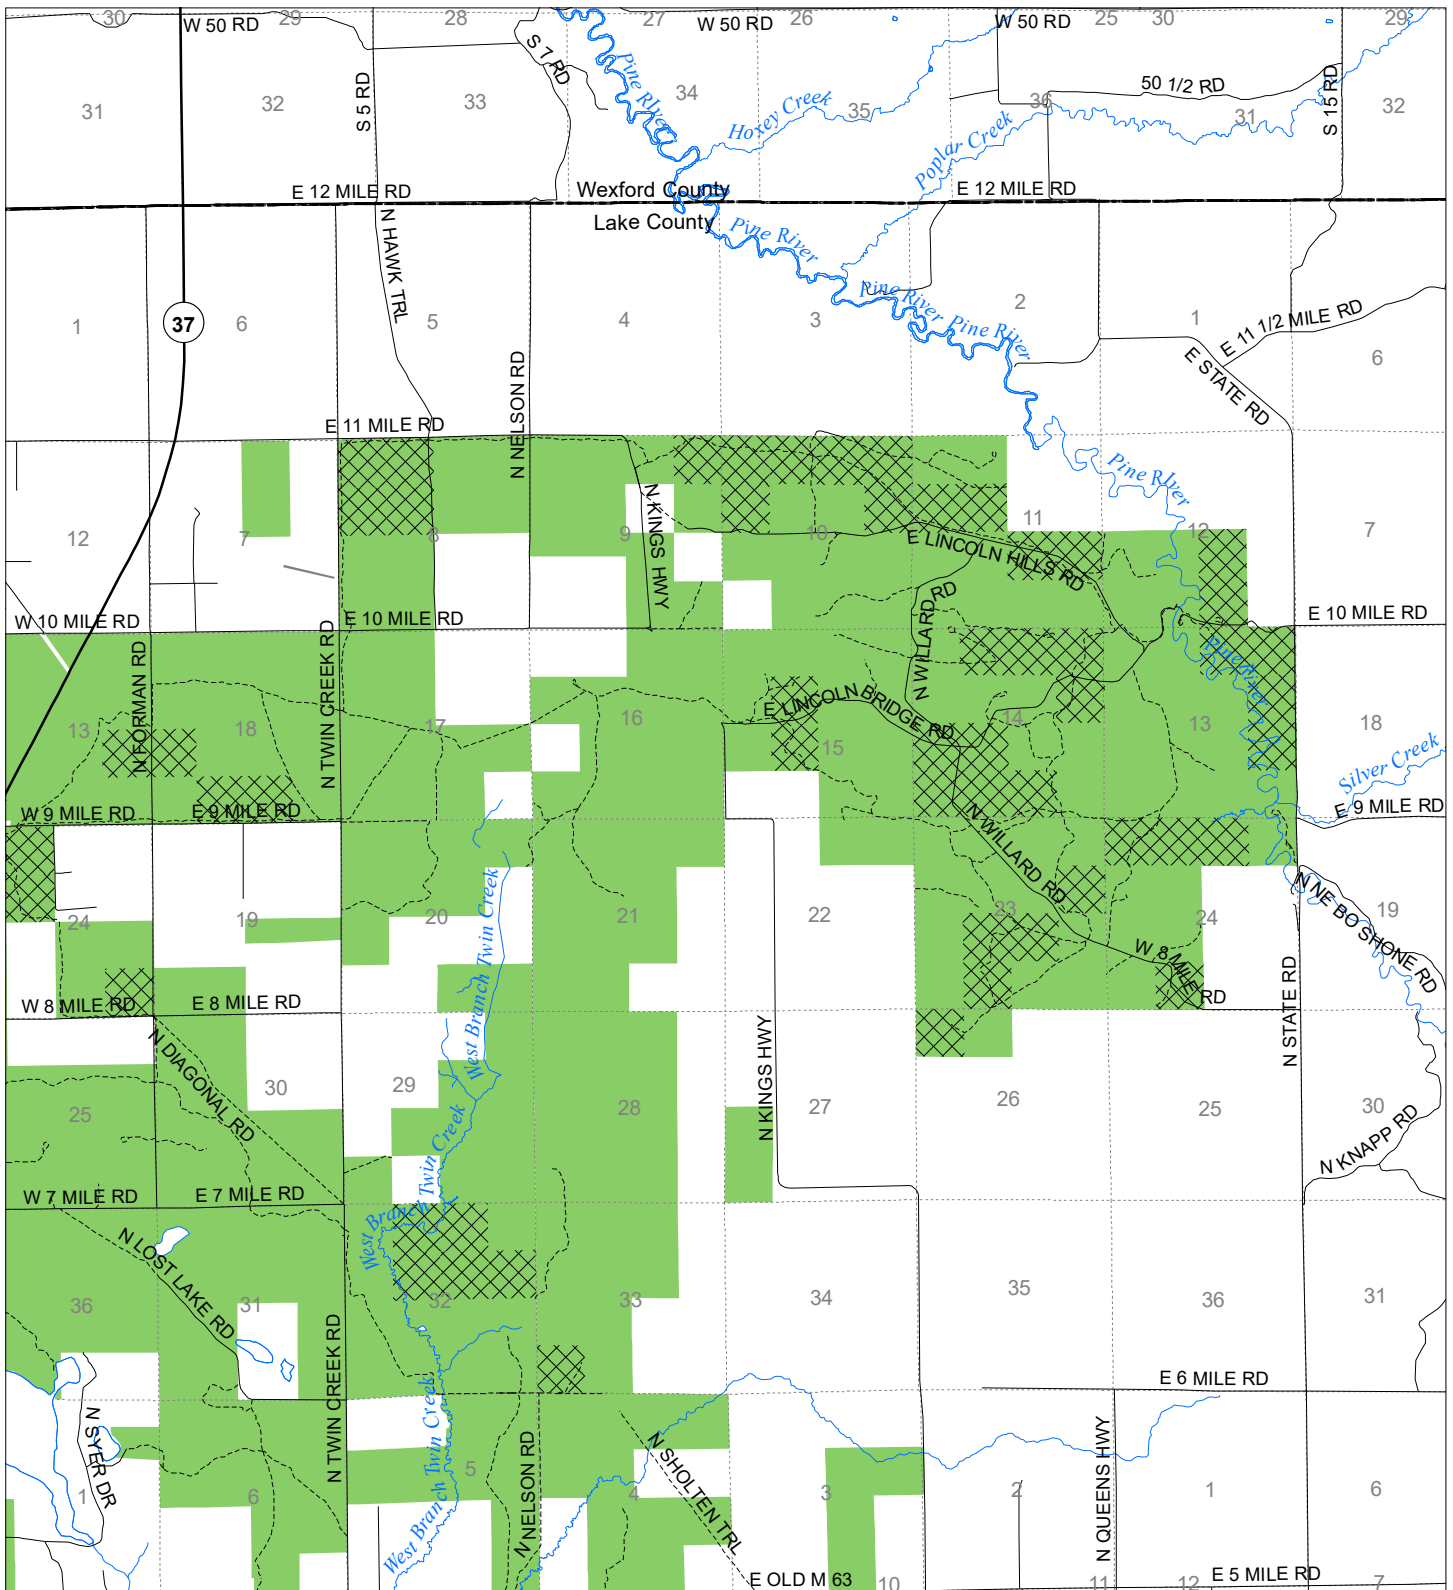 30
29
28
27
26
25
30
29
W 50 RD
W 50 RD
W 50 RD
S 7 RD
S 5 RD
Pine RIver
31
32
33
34
35
36
31
32
50 1/2 RD
S 15 RD
Hoxey Creek
Poplar Creek
E 12 MILE RD
Wexford County
E 12 MILE RD
Lake County
Pine River
N HAWK TRL
37
1
6
5
4
3
Pine River
Pine River
2
1
6
E 11 1/2 MILE RD
E STATE RD
E 11 MILE RD
N NELSON RD
Pine RIver
12
7
8
9
10
11
12
7
N KINGS HWY
E LINCOLN HILLS RD
N WILLARD RD
W 10 MILE RD
E 10 MILE RD
E 10 MILE RD
N FORMAN RD
N TWIN CREEK RD
N WILLARD
Pine River
13
18
17
16
15
14
13
18
E LINCOLN BRIDGE RD
Silver Creek
W 9 MILE RD
E 9 MILE RD
E 9 MILE RD
N WILLARD RD
West Branch Twin Creek
24
19
20
21
22
23
24
19
N NE BO SHONE RD
W 8 MILE RD
W 8 MILE RD
E 8 MILE RD
N STATE RD
N DIAGONAL RD
West Branch Twin Creek
N KINGS HWY
25
30
29
28
27
26
25
30
N KNAPP RD
W 7 MILE RD
E 7 MILE RD
West Branch Twin Creek
N LOST LAKE RD
36
31
32
33
34
35
36
31
N TWIN CREEK RD
E 6 MILE RD
N SYER DR
West Branch Twin Creek
N NELSON RD
N SHOLTEN TRL
N QUEENS HWY
1
6
5
4
3
2
1
6
E OLD M 63
10
11
12
E 5 MILE RD
7